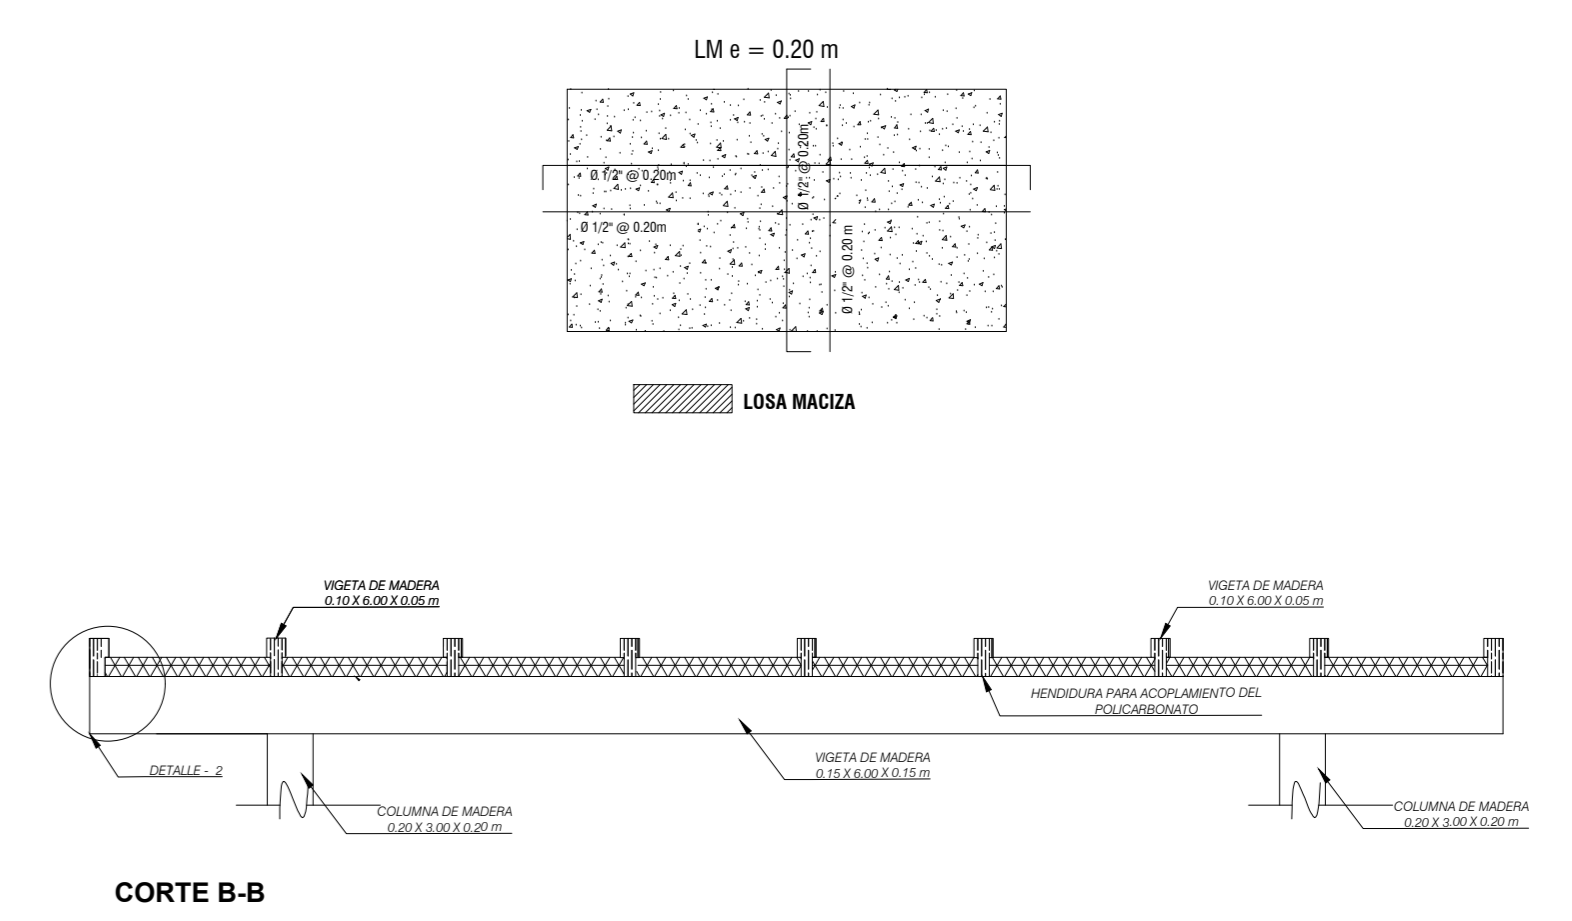 LM e = 0.20 m
Ø 1/2" @ 0.20m
Ø 1/2" @ 0.20m
Ø 1/2" @ 0.20m
Ø 1/2" @ 0.20 m
LOSA MACIZA
VIGETA DE MADERA
0.10 X 6.00 X 0.05 m
VIGETA DE MADERA
0.10 X 6.00 X 0.05 m
HENDIDURA PARA ACOPLAMIENTO DEL
POLICARBONATO
VIGETA DE MADERA
0.15 X 6.00 X 0.15 m
DETALLE - 2
COLUMNA DE MADERA
0.20 X 3.00 X 0.20 m
COLUMNA DE MADERA
0.20 X 3.00 X 0.20 m
CORTE B-B